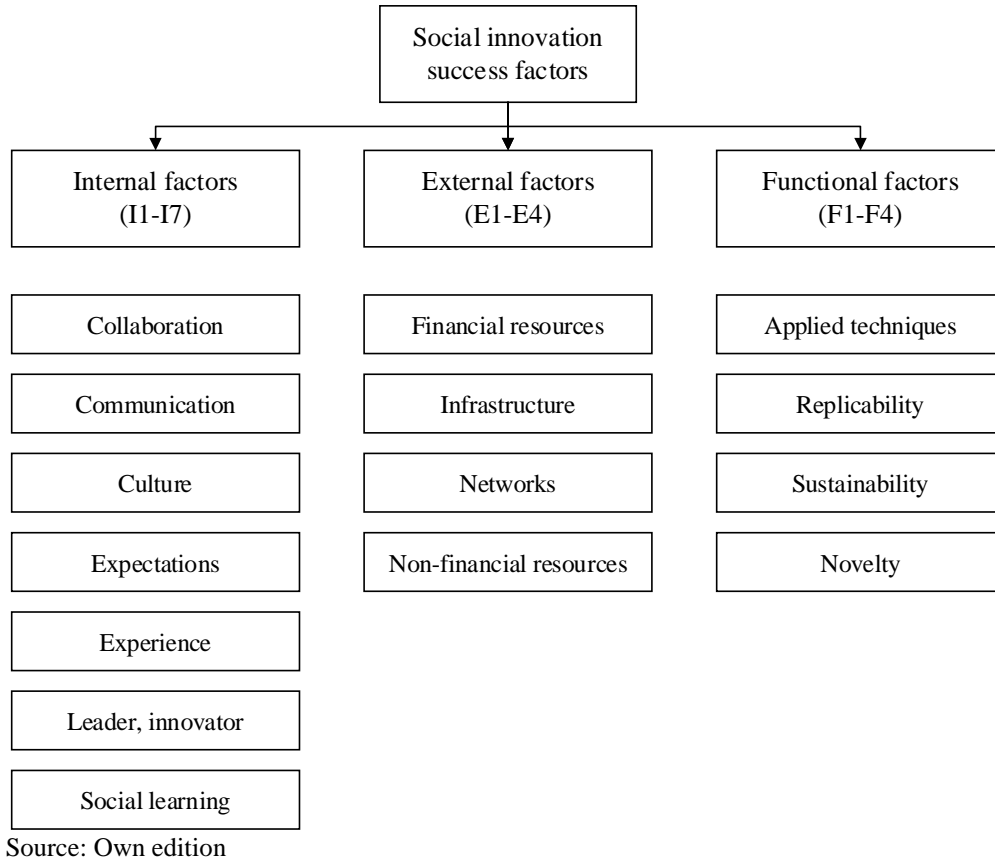 Social innovation
success factors
Internal factors
(I1-I7)
External factors
(E1-E4)
Functional factors
(F1-F4)
Collaboration
Financial resources
Applied techniques
Communication
Infrastructure
Replicability
Culture
Networks
Sustainability
Expectations
Non-financial resources
Novelty
Experience
Leader, innovator
Social learning
Source: Own edition